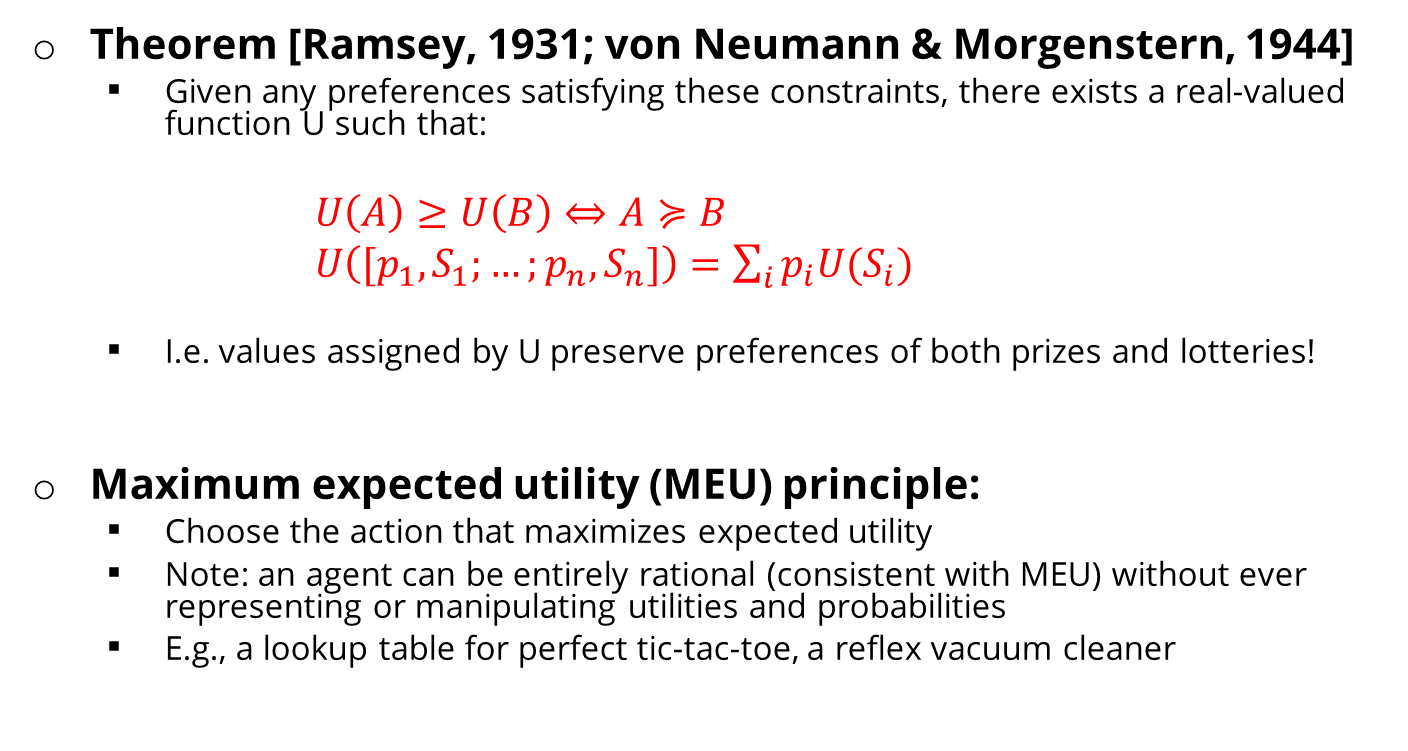 ○ Theorem [Ramsey, 1931; von Neumann & Morgenstern, 1944]
▪ Given any preferences satisfying these constraints, there exists a real-valued
function U such that:
U(A) ≥ U(B) ⇔ A ≽ B
U([p₁,S₁; … ; pₙ,Sₙ]) = ∑ᵢ pᵢU(Sᵢ)
▪ I.e. values assigned by U preserve preferences of both prizes and lotteries!
○ Maximum expected utility (MEU) principle:
▪ Choose the action that maximizes expected utility
▪ Note: an agent can be entirely rational (consistent with MEU) without ever
representing or manipulating utilities and probabilities
▪ E.g., a lookup table for perfect tic-tac-toe, a reflex vacuum cleaner